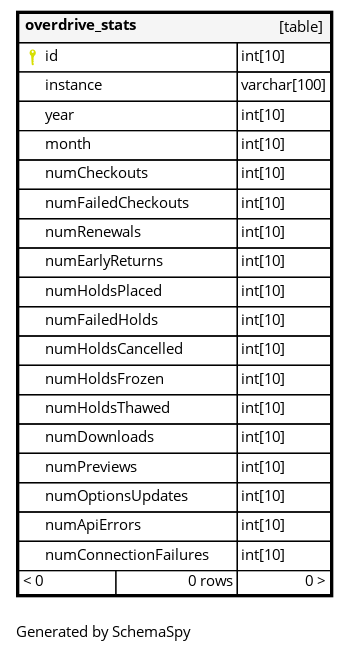 overdrive_stats [table]
id int[10]
instance varchar[100]
year int[10]
month int[10]
numCheckouts int[10]
numFailedCheckouts int[10]
numRenewals int[10]
numEarlyReturns int[10]
numHoldsPlaced int[10]
numFailedHolds int[10]
numHoldsCancelled int[10]
numHoldsFrozen int[10]
numHoldsThawed int[10]
numDownloads int[10]
numPreviews int[10]
numOptionsUpdates int[10]
numApiErrors int[10]
numConnectionFailures int[10]
< 0 0 rows 0 >
Generated by SchemaSpy